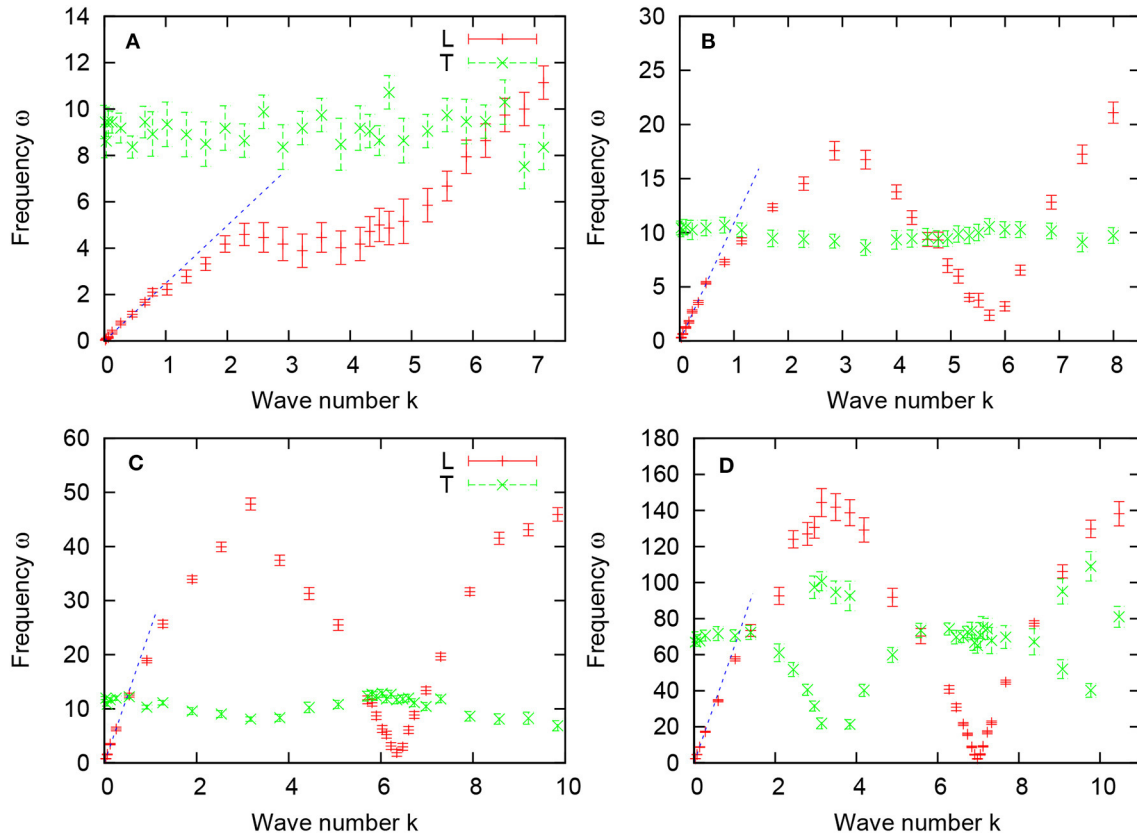 A
L
T
14
12
10
8
6
4
2
0
0 1 2 3 4 5 6 7
Frequency ω
Wave number k
B
30
25
20
15
10
5
0
0 1 2 3 4 5 6 7 8
Frequency ω
Wave number k
C
L
T
60
50
40
30
20
10
0
0 2 4 6 8 10
Frequency ω
Wave number k
D
180
160
140
120
100
80
60
40
20
0
0 2 4 6 8 10
Frequency ω
Wave number k